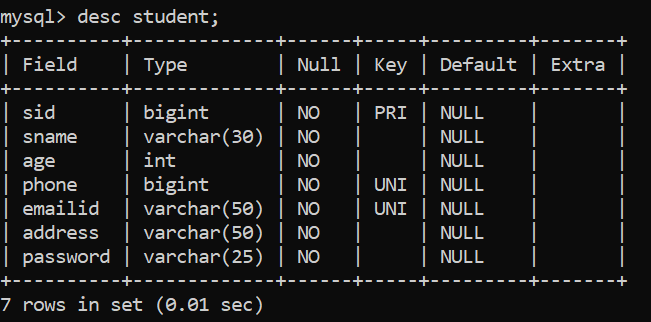 mysql> desc student;
+----------+-------------+------+-----+---------+-------+
| Field    | Type        | Null | Key | Default | Extra |
+----------+-------------+------+-----+---------+-------+
| sid      | bigint      | NO   | PRI | NULL    |       |
| sname    | varchar(30) | NO   |     | NULL    |       |
| age      | int         | NO   |     | NULL    |       |
| phone    | bigint      | NO   | UNI | NULL    |       |
| emailid  | varchar(50) | NO   | UNI | NULL    |       |
| address  | varchar(50) | NO   |     | NULL    |       |
| password | varchar(25) | NO   |     | NULL    |       |
+----------+-------------+------+-----+---------+-------+
7 rows in set (0.01 sec)